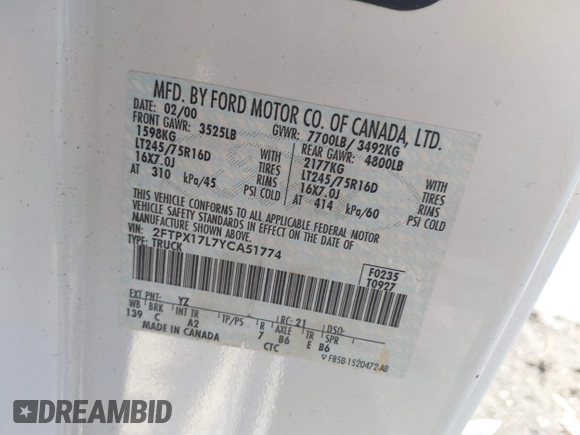 MFD. BY FORD MOTOR CO. OF CANADA, LTD.
DATE: 02/00 GVWR: 7700LB/ 3492KG
FRONT GAWR: 3525LB REAR GAWR: 4800LB
1598KG WITH 2177KG WITH
LT245/75R16D TIRES LT245/75R16D TIRES
16X7.0J RIMS 16X7.0J RIMS
AT 310 kPa/45 PSI COLD AT 414 kPa/60 PSI COLD
THIS VEHICLE CONFORMS TO ALL APPLICABLE FEDERAL MOTOR
VEHICLE SAFETY STANDARDS IN EFFECT ON THE DATE OF MANUFACTURE SHOWN ABOVE.
VIN: 2FTPX17L7YCA51774
TYPE: TRUCK
F0235
T0927
EXT PNT: YZ RC: 21 DSO:
WB BRK INT TR TP/PS R AXLE TR SPR
139 C A2 7 B6 E B6
MADE IN CANADA CTC
F85B-1520472-AB
DREAMBID